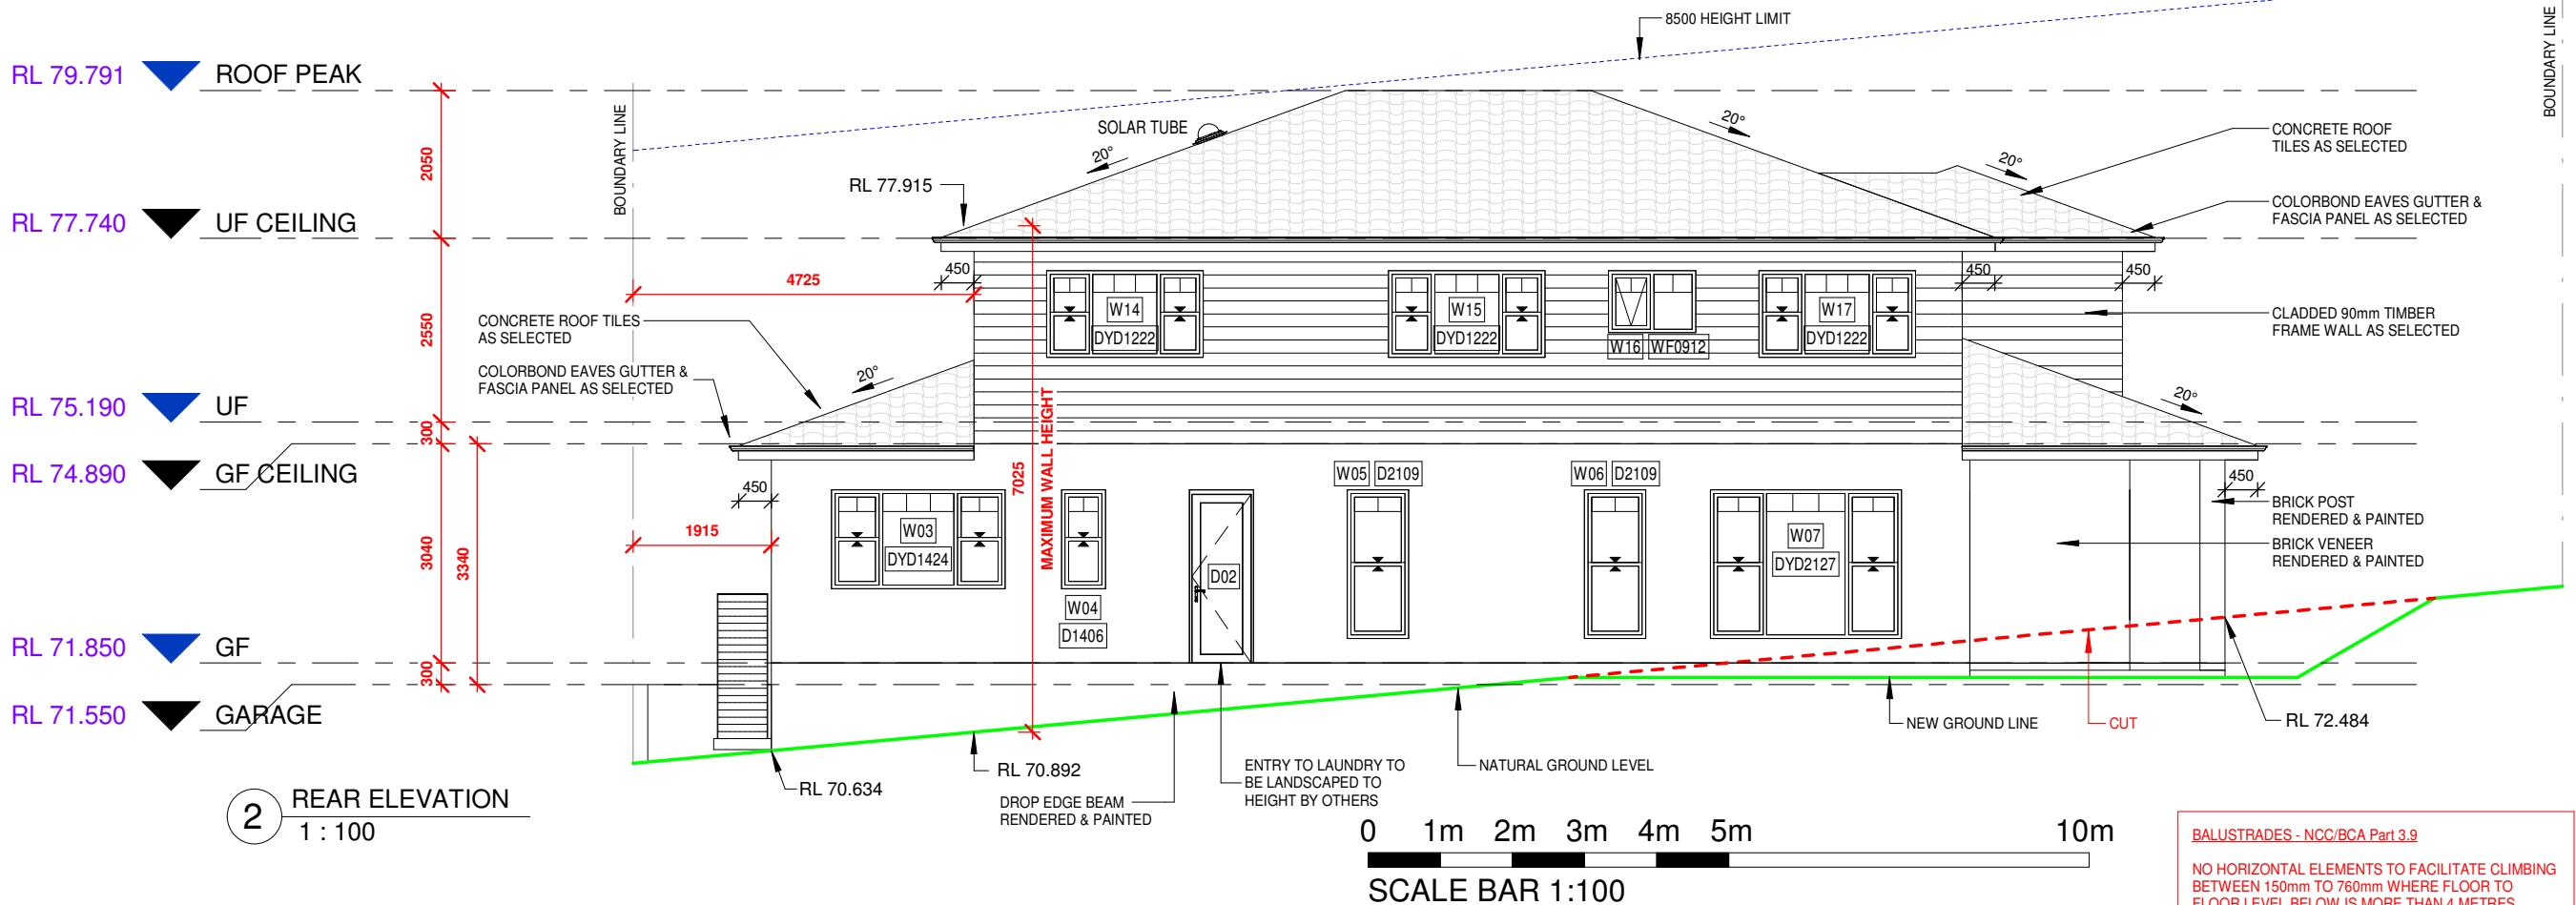 8500 HEIGHT LIMIT
BOUNDARY LINE
RL 79.791 ROOF PEAK
BOUNDARY LINE
SOLAR TUBE
20°
20°
20°
CONCRETE ROOF
TILES AS SELECTED
2050
RL 77.915
RL 77.740 UF CEILING
COLORBOND EAVES GUTTER &
FASCIA PANEL AS SELECTED
4725
450
450
450
W14
DYD1222
W15
DYD1222
W16 WF0912
W17
DYD1222
2550
CONCRETE ROOF TILES
AS SELECTED
CLADDED 90mm TIMBER
FRAME WALL AS SELECTED
COLORBOND EAVES GUTTER &
FASCIA PANEL AS SELECTED
20°
20°
RL 75.190 UF
300
MAXIMUM WALL HEIGHT
7025
RL 74.890 GF CEILING
W05 D2109
W06 D2109
450
450
BRICK POST
RENDERED & PAINTED
1915
W03
DYD1424
W07
DYD2127
BRICK VENEER
RENDERED & PAINTED
3040
3340
D02
W04
D1406
RL 71.850 GF
300
RL 71.550 GARAGE
NEW GROUND LINE
CUT
RL 72.484
RL 70.892
NATURAL GROUND LEVEL
RL 70.634
ENTRY TO LAUNDRY TO
BE LANDSCAPED TO
HEIGHT BY OTHERS
DROP EDGE BEAM
RENDERED & PAINTED
2 REAR ELEVATION
1 : 100
0 1m 2m 3m 4m 5m 10m
SCALE BAR 1:100
BALUSTRADES - NCC/BCA Part 3.9
NO HORIZONTAL ELEMENTS TO FACILITATE CLIMBING
BETWEEN 150mm TO 760mm WHERE FLOOR TO
FLOOR LEVEL BELOW IS MORE THAN 4 METRES